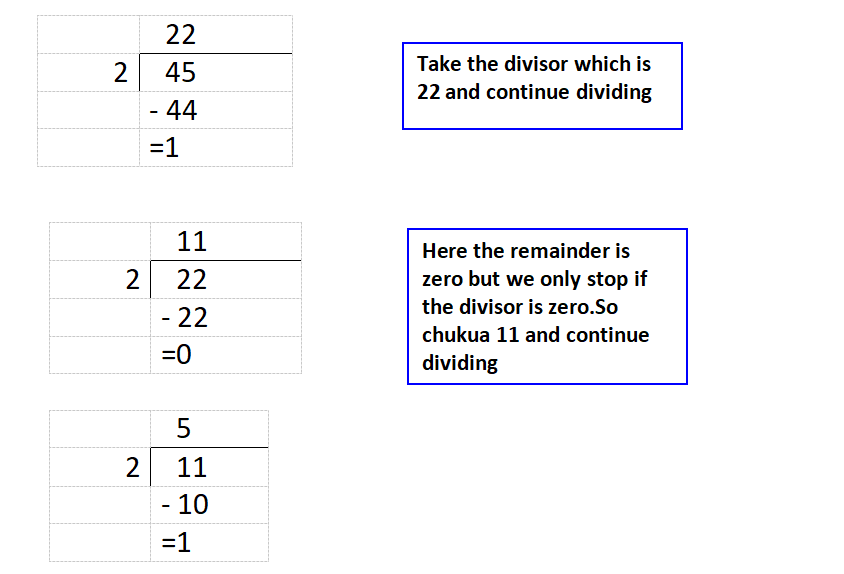 22
2 45
- 44
=1
Take the divisor which is
22 and continue dividing
11
2 22
- 22
=0
Here the remainder is
zero but we only stop if
the divisor is zero.So
chukua 11 and continue
dividing
5
2 11
- 10
=1